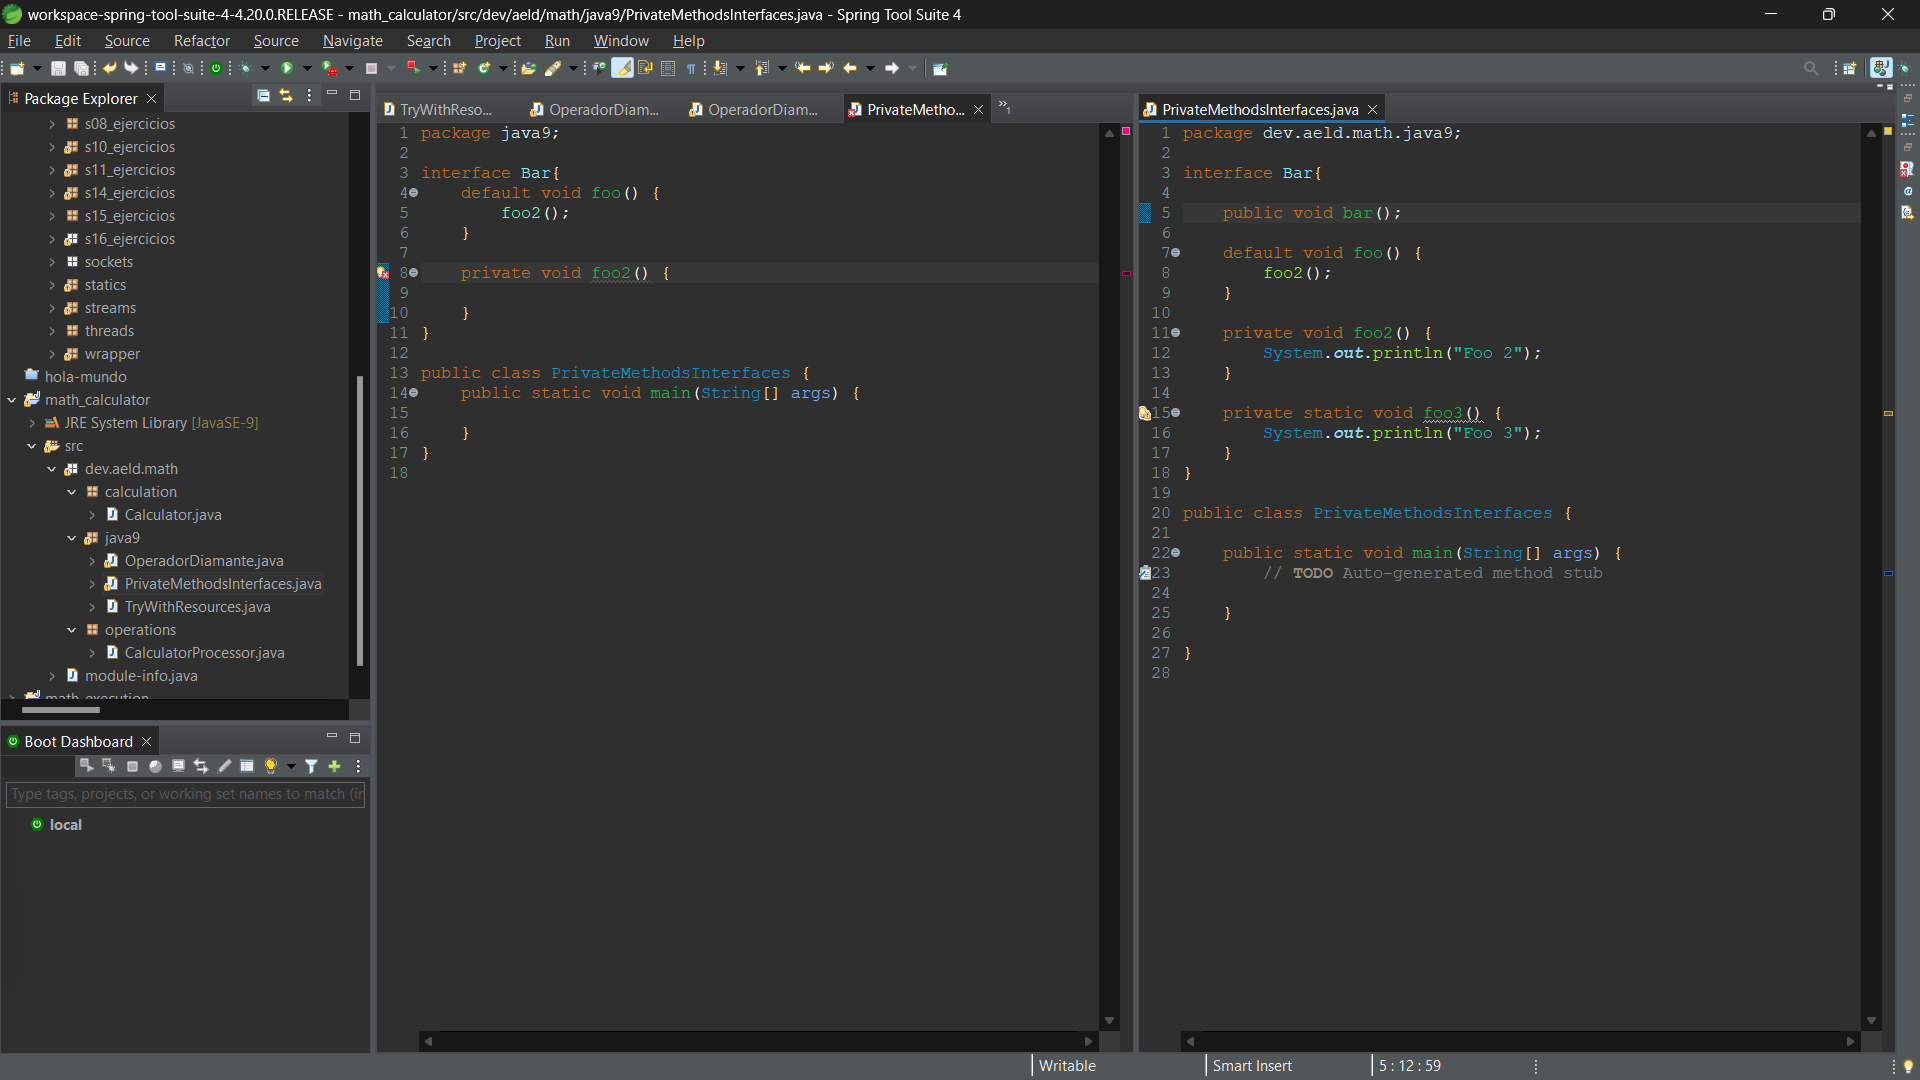 workspace-spring-tool-suite-4-4.20.0.RELEASE - math_calculator/src/dev/aeld/math/java9/PrivateMethodsInterfaces.java - Spring Tool Suite 4
File Edit Source Refactor Source Navigate Search Project Run Window Help
Package Explorer
s08_ejercicios
s10_ejercicios
s11_ejercicios
s14_ejercicios
s15_ejercicios
s16_ejercicios
sockets
statics
streams
threads
wrapper
hola-mundo
math_calculator
JRE System Library [JavaSE-9]
src
dev.aeld.math
calculation
Calculator.java
java9
OperadorDiamante.java
PrivateMethodsInterfaces.java
TryWithResources.java
operations
CalculatorProcessor.java
module-info.java
math_execution
Boot Dashboard
Type tags, projects, or working set names to match (in
local
TryWithReso... OperadorDiam... OperadorDiam... PrivateMetho... »1
1 package java9;
2
3 interface Bar{
4 default void foo() {
5 foo2();
6 }
7
8 private void foo2() {
9
10 }
11 }
12
13 public class PrivateMethodsInterfaces {
14 public static void main(String[] args) {
15
16 }
17 }
18
PrivateMethodsInterfaces.java
1 package dev.aeld.math.java9;
2
3 interface Bar{
4
5 public void bar();
6
7 default void foo() {
8 foo2();
9 }
10
11 private void foo2() {
12 System.out.println("Foo 2");
13 }
14
15 private static void foo3() {
16 System.out.println("Foo 3");
17 }
18 }
19
20 public class PrivateMethodsInterfaces {
21
22 public static void main(String[] args) {
23 // TODO Auto-generated method stub
24
25 }
26
27 }
28
Writable Smart Insert 5 : 12 : 59